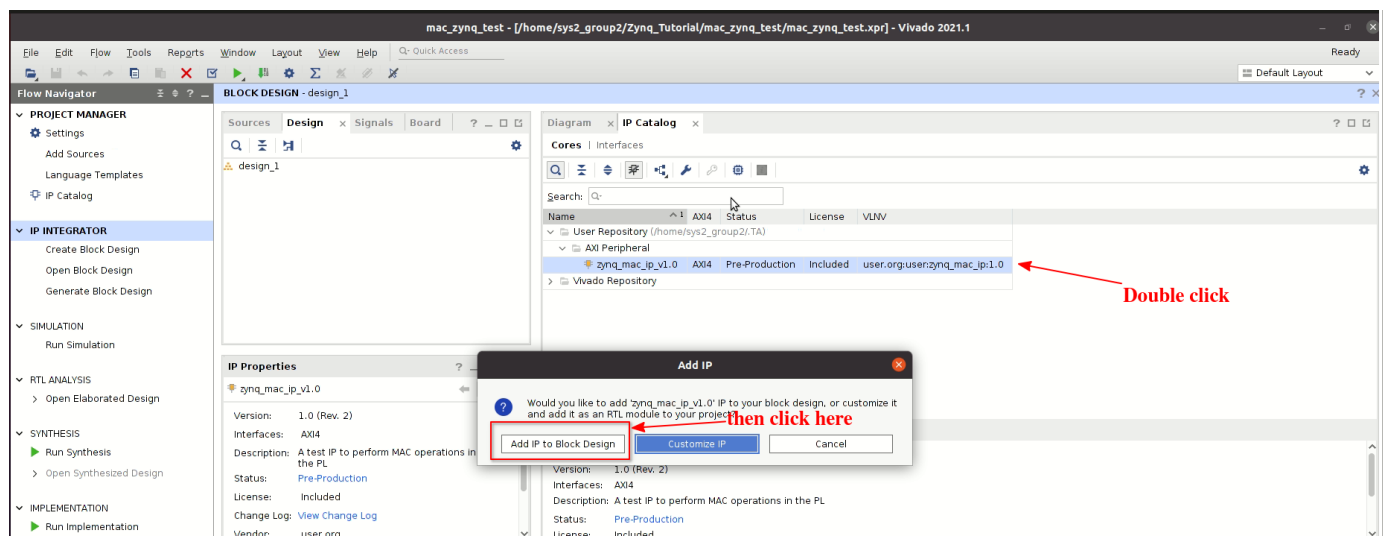 mac_zynq_test - [/home/sys2_group2/Zynq_Tutorial/mac_zynq_test/mac_zynq_test.xpr] - Vivado 2021.1
File Edit Flow Tools Reports Window Layout View Help Quick Access Ready
Default Layout
Flow Navigator
BLOCK DESIGN - design_1
PROJECT MANAGER
Settings
Add Sources
Language Templates
IP Catalog
IP INTEGRATOR
Create Block Design
Open Block Design
Generate Block Design
SIMULATION
Run Simulation
RTL ANALYSIS
Open Elaborated Design
SYNTHESIS
Run Synthesis
Open Synthesized Design
IMPLEMENTATION
Run Implementation
Sources Design Signals Board
design_1
IP Properties
zynq_mac_ip_v1.0
Version: 1.0 (Rev. 2)
Interfaces: AXI4
Description: A test IP to perform MAC operations in
the PL
Status: Pre-Production
License: Included
Change Log: View Change Log
Vendor: user.org
Diagram IP Catalog
Cores | Interfaces
Search:
Name 1 AXI4 Status License VLNV
User Repository (/home/sys2_group2/.TA)
AXI Peripheral
zynq_mac_ip_v1.0 AXI4 Pre-Production Included user.org:user:zynq_mac_ip:1.0
Vivado Repository
Double click
Add IP
Would you like to add 'zynq_mac_ip_v1.0' IP to your block design, or customize it
and add it as an RTL module to your project?
then click here
Add IP to Block Design Customize IP Cancel
Version: 1.0 (Rev. 2)
Interfaces: AXI4
Description: A test IP to perform MAC operations in the PL
Status: Pre-Production
License: Included